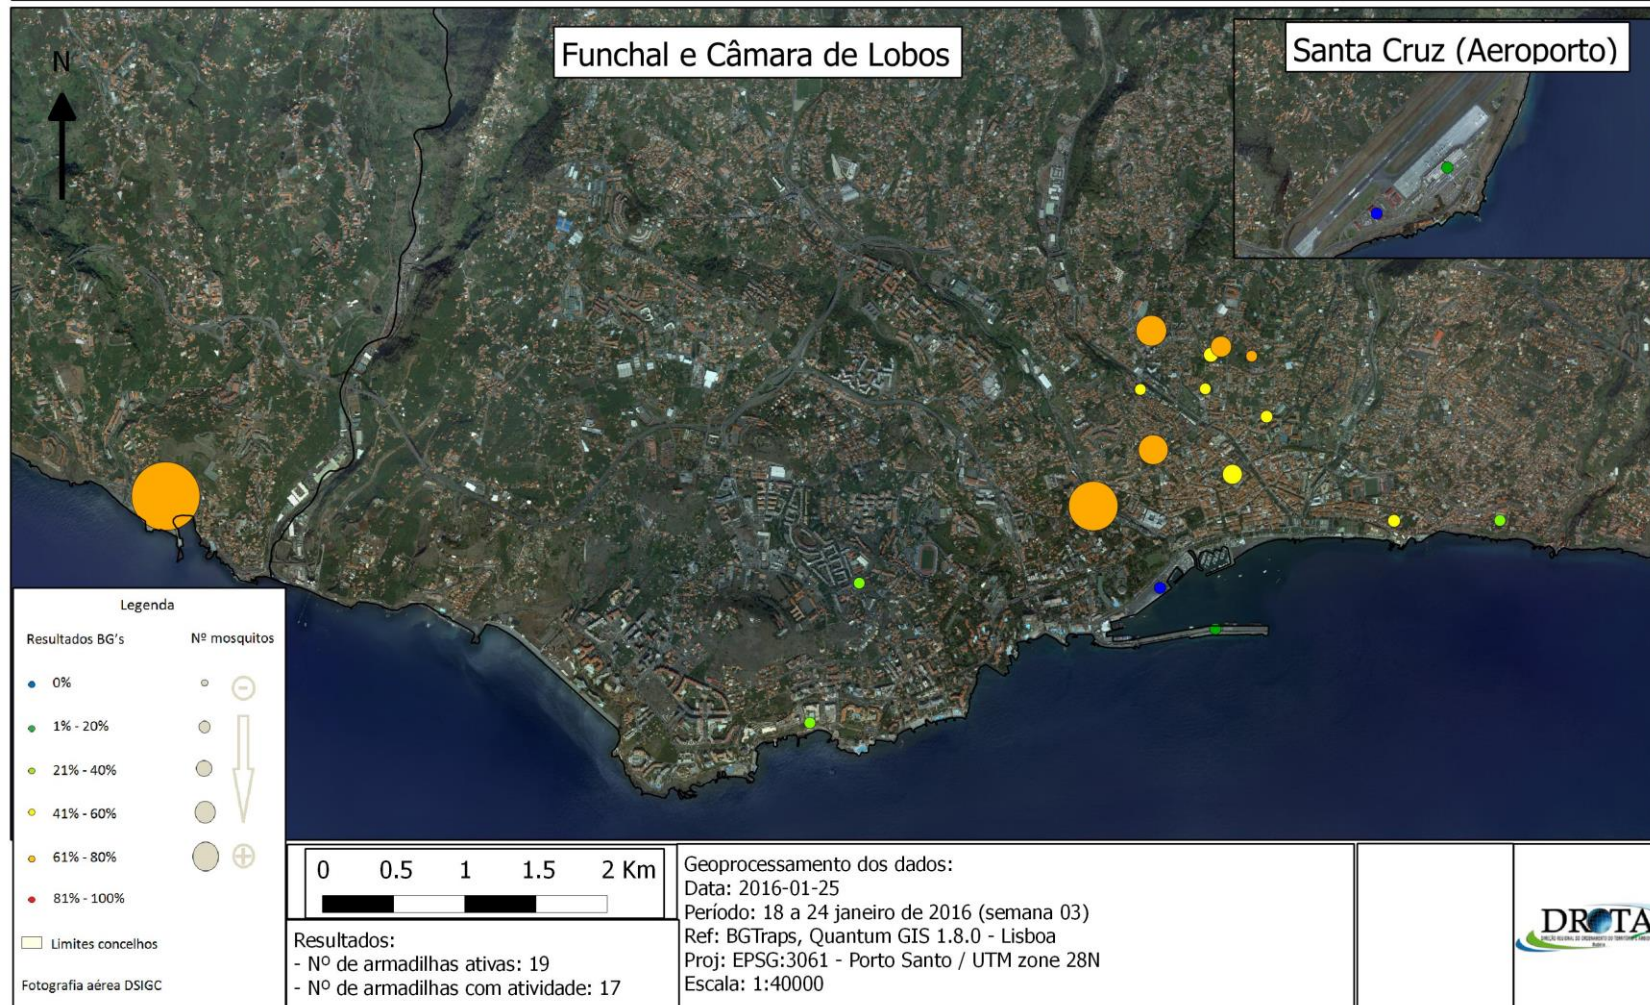 Funchal e Câmara de Lobos
Santa Cruz (Aeroporto)
N
Legenda
Resultados BG's
Nº mosquitos
0%
1% - 20%
21% - 40%
41% - 60%
61% - 80%
81% - 100%
Limites concelhos
Fotografia aérea DSIGC
0 0.5 1 1.5 2 Km
Resultados:
- Nº de armadilhas ativas: 19
- Nº de armadilhas com atividade: 17
Geoprocessamento dos dados:
Data: 2016-01-25
Período: 18 a 24 janeiro de 2016 (semana 03)
Ref: BGTraps, Quantum GIS 1.8.0 - Lisboa
Proj: EPSG:3061 - Porto Santo / UTM zone 28N
Escala: 1:40000
DROTA